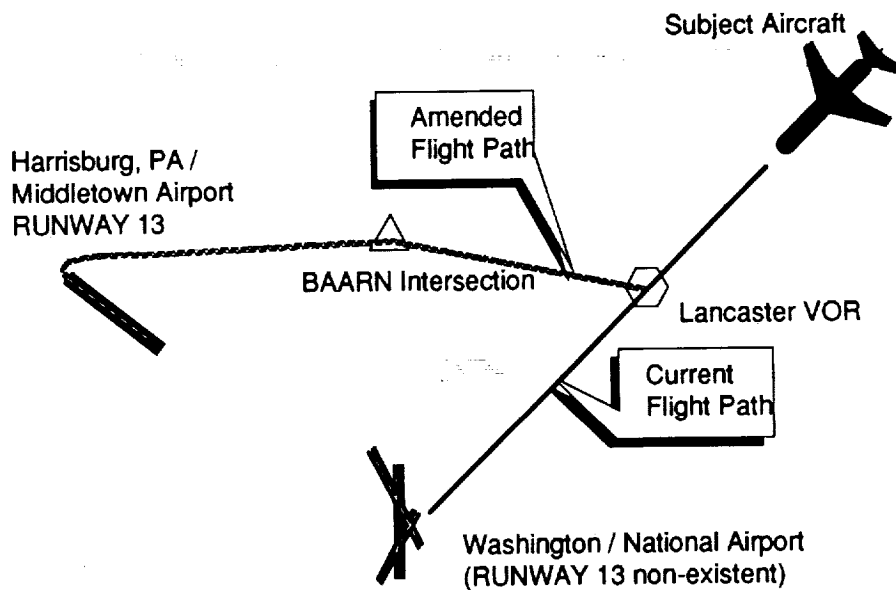 Subject Aircraft
Amended
Flight Path
Harrisburg, PA /
Middletown Airport
RUNWAY 13
BAARN Intersection
Lancaster VOR
Current
Flight Path
Washington / National Airport
(RUNWAY 13 non-existent)